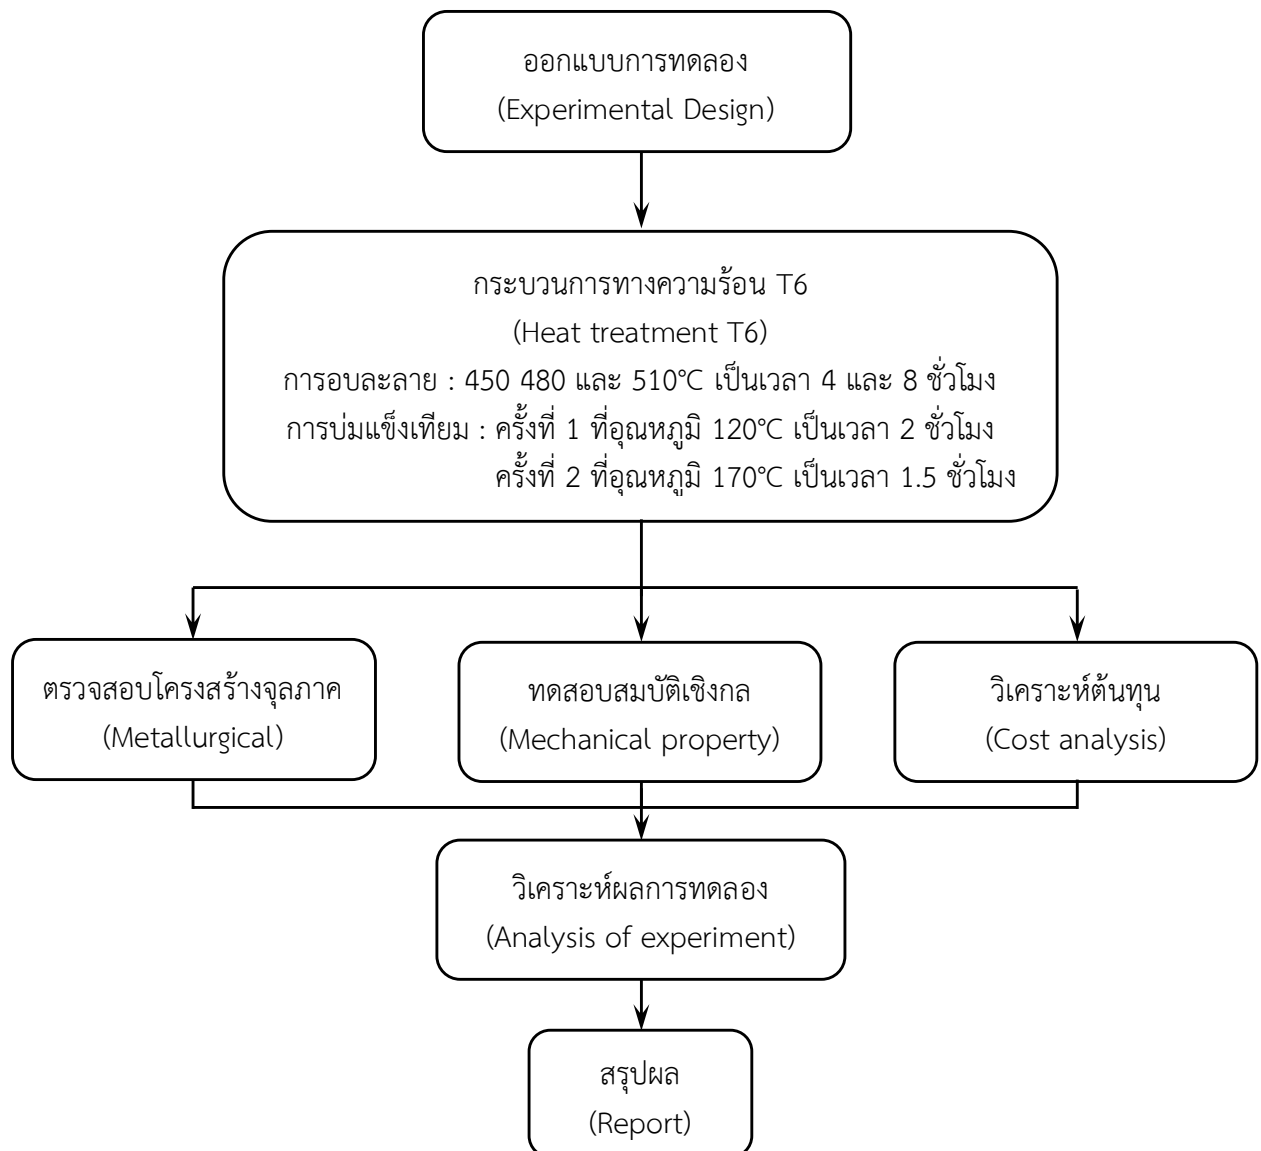 ออกแบบการทดลอง
(Experimental Design)
กระบวนการทางความร้อน T6
(Heat treatment T6)
การอบละลาย : 450 480 และ 510°C เป็นเวลา 4 และ 8 ชั่วโมง
การบ่มแข็งเทียม : ครั้งที่ 1 ที่อุณหภูมิ 120°C เป็นเวลา 2 ชั่วโมง
ครั้งที่ 2 ที่อุณหภูมิ 170°C เป็นเวลา 1.5 ชั่วโมง
ตรวจสอบโครงสร้างจุลภาค
(Metallurgical)
ทดสอบสมบัติเชิงกล
(Mechanical property)
วิเคราะห์ต้นทุน
(Cost analysis)
วิเคราะห์ผลการทดลอง
(Analysis of experiment)
สรุปผล
(Report)